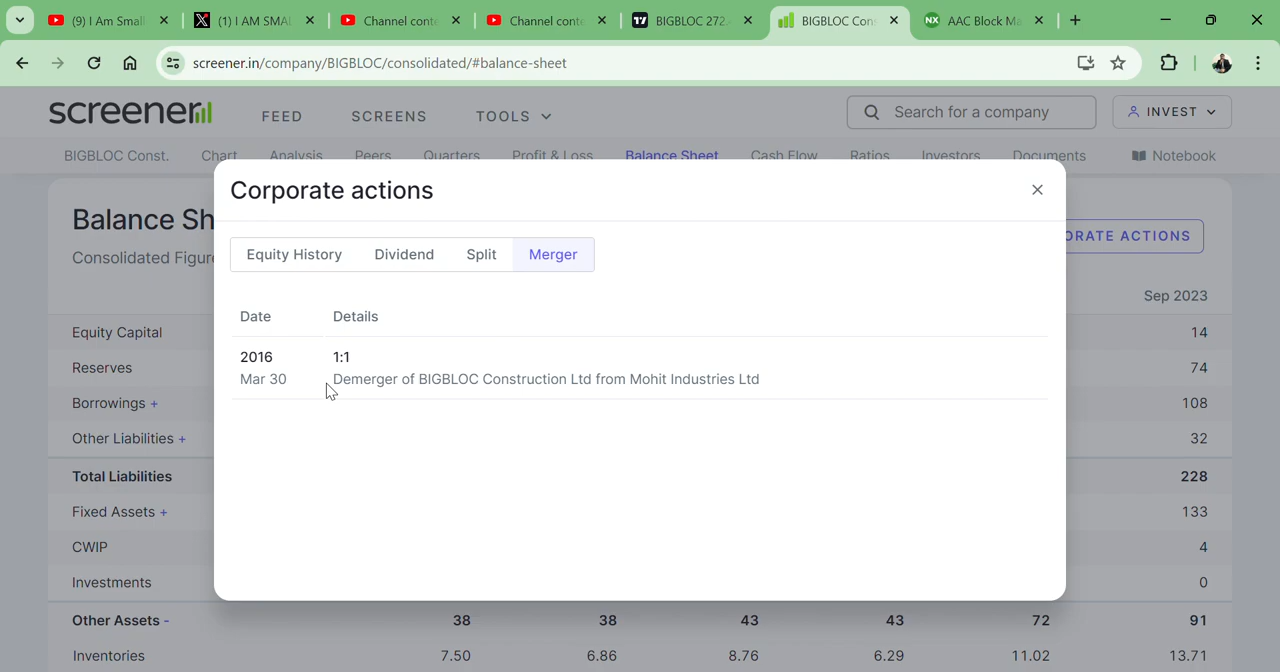 (9) I Am Small
(1) I AM SMAL
Channel conte
Channel conte
BIGBLOC 272.
BIGBLOC Con
AAC Block Ma
screener.in/company/BIGBLOC/consolidated/#balance-sheet
screener
FEED
SCREENS
TOOLS
Search for a company
INVEST
BIGBLOC Const.
Chart
Analysis
Peers
Quarters
Profit & Loss
Balance Sheet
Cash Flow
Ratios
Investors
Documents
Notebook
Corporate actions
Balance Sh
Consolidated Figure
ORATE ACTIONS
Equity History
Dividend
Split
Merger
Sep 2023
Date Details
2016 1:1
Mar 30 Demerger of BIGBLOC Construction Ltd from Mohit Industries Ltd
Equity Capital 14
Reserves 74
Borrowings + 108
Other Liabilities + 32
Total Liabilities 228
Fixed Assets + 133
CWIP 4
Investments 0
Other Assets - 38 38 43 43 72 91
Inventories 7.50 6.86 8.76 6.29 11.02 13.71